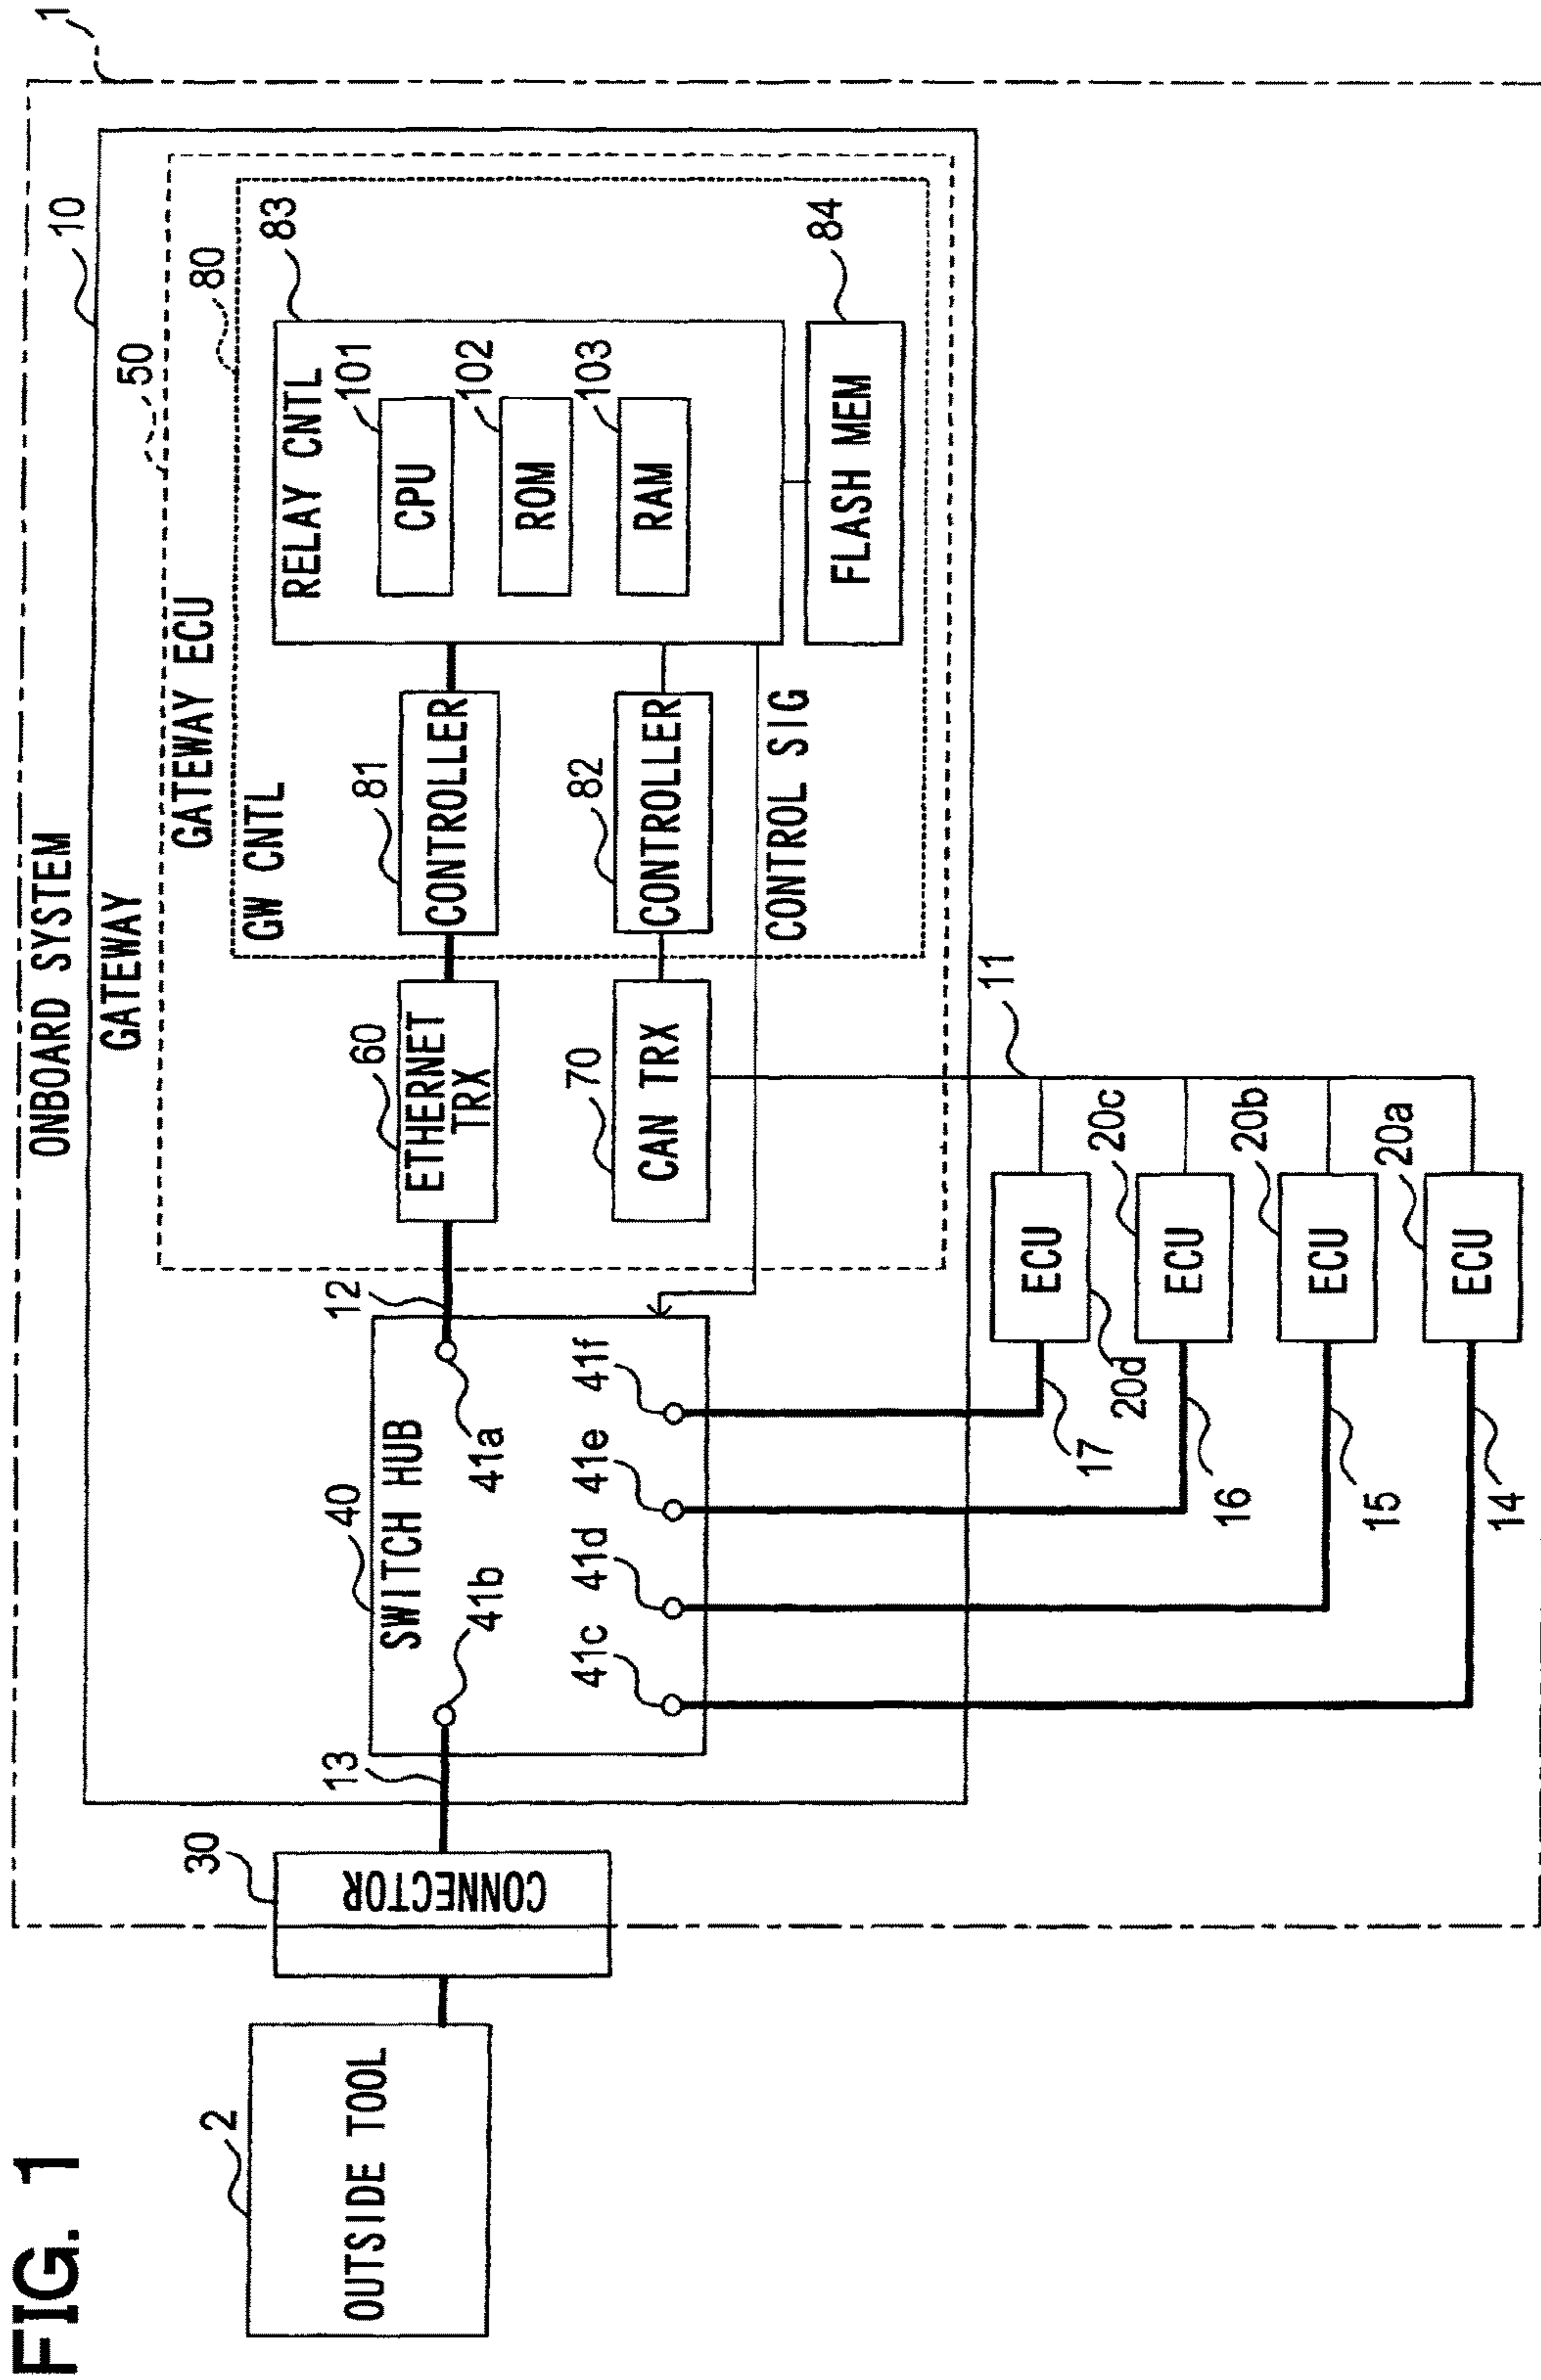 FIG. 1
1
ONBOARD SYSTEM
10
GATEWAY
50
GATEWAY ECU
80
GW CNTL
83
RELAY CNTL
101
CPU
102
ROM
103
RAM
84
FLASH MEM
81
CONTROLLER
82
CONTROLLER
CONTROL SIG
60
ETHERNET
TRX
70
CAN TRX
12
40
SWITCH HUB
41a
41b
41c
41d
41e
41f
13
30
CONNECTOR
2
OUTSIDE TOOL
11
ECU
20d
17
20c
ECU
16
20b
ECU
15
20a
ECU
14